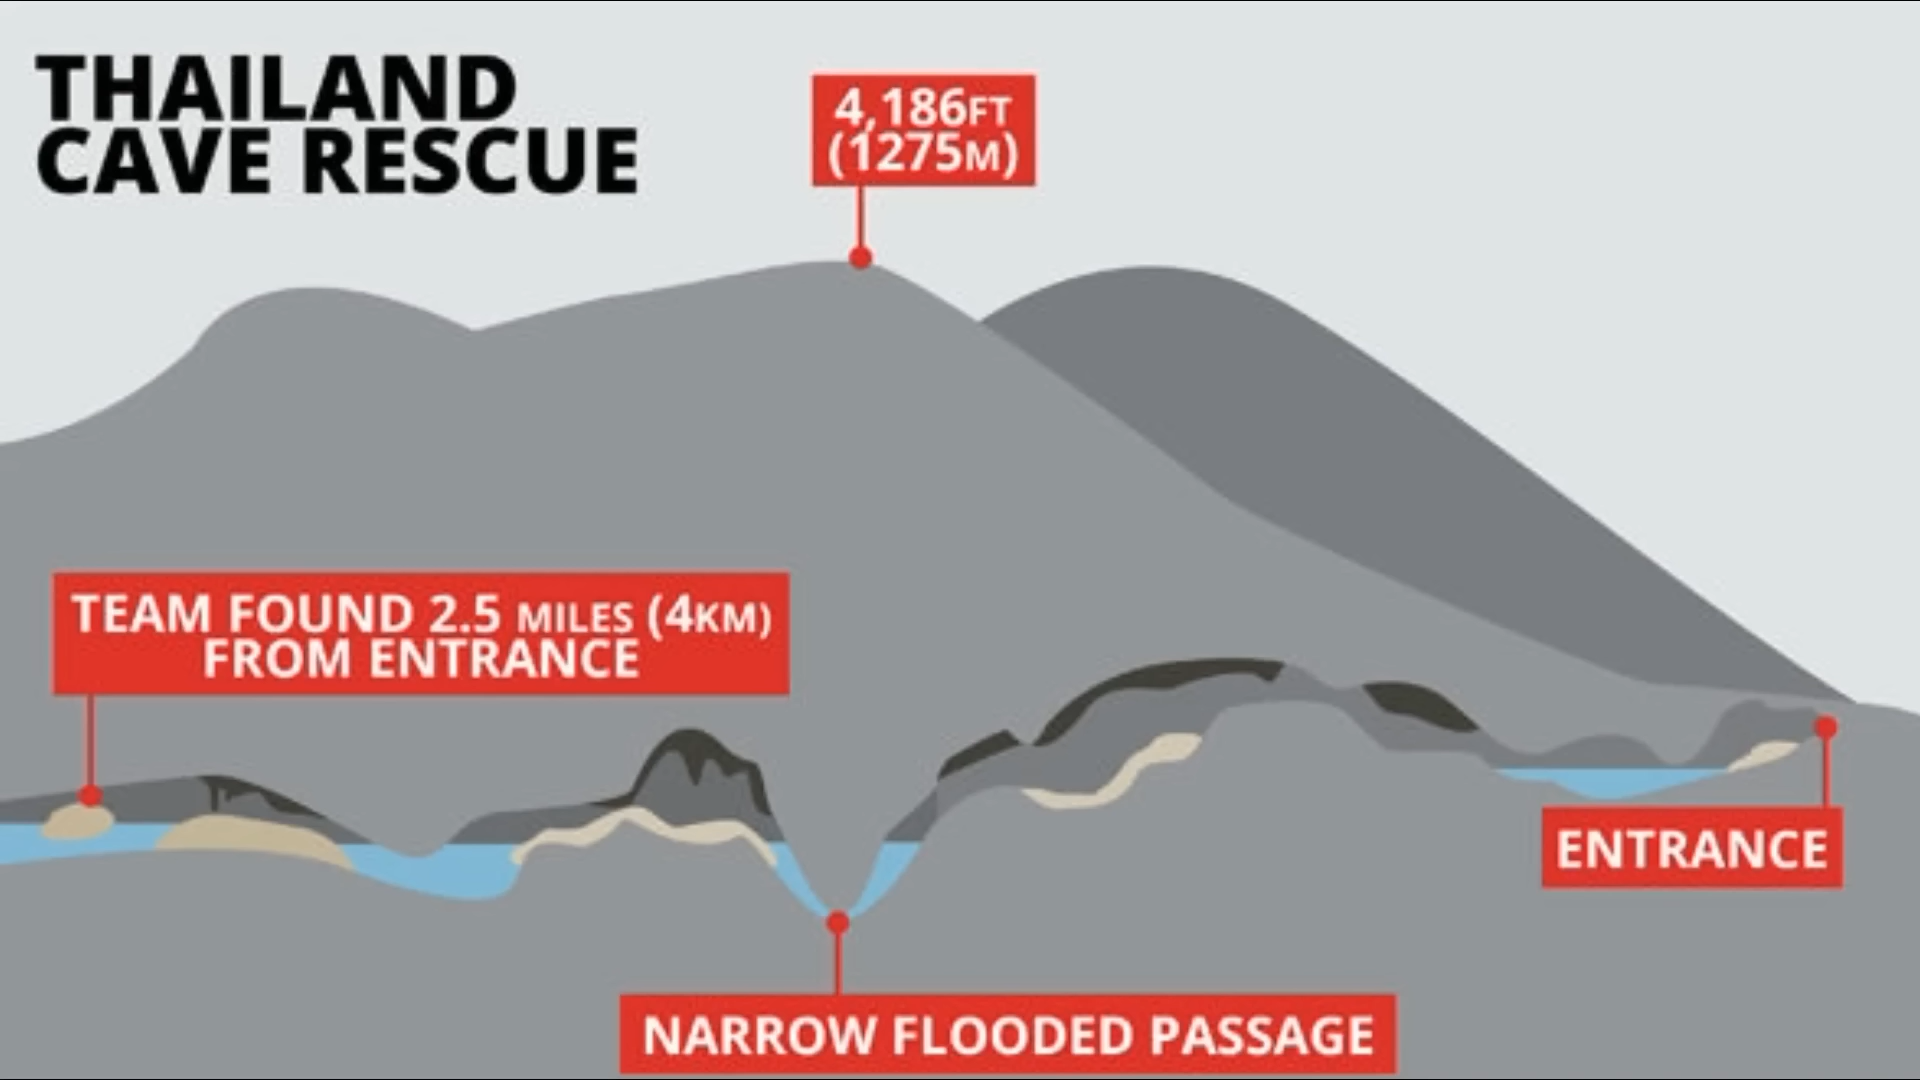 THAILAND
CAVE RESCUE
4,186FT
(1275M)
TEAM FOUND 2.5 MILES (4KM)
FROM ENTRANCE
ENTRANCE
NARROW FLOODED PASSAGE